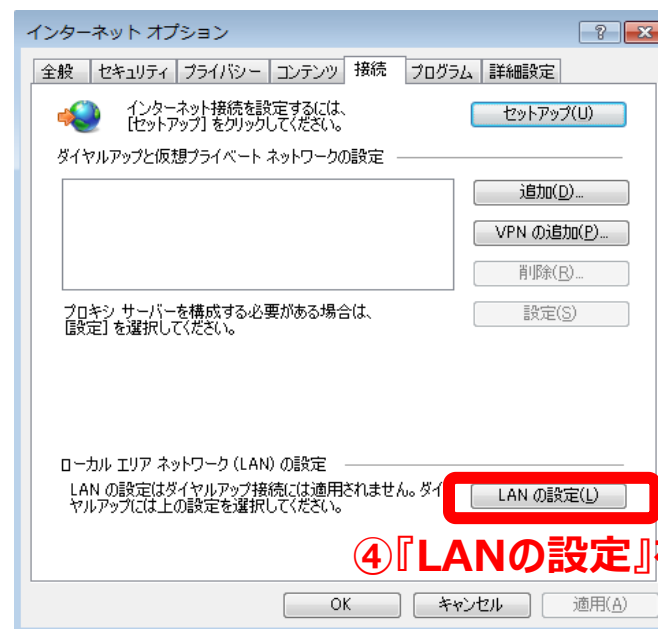 インターネット オプション
全般 セキュリティ プライバシー コンテンツ 接続 プログラム 詳細設定
インターネット接続を設定するには、
[セットアップ] をクリックしてください。
セットアップ(U)
ダイヤルアップと仮想プライベート ネットワークの設定
追加(D)...
VPN の追加(P)...
削除(R)...
プロキシ サーバーを構成する必要がある場合は、
[設定] を選択してください。
設定(S)
ローカル エリア ネットワーク (LAN) の設定
LAN の設定はダイヤルアップ接続には適用されません。ダイ
ヤルアップには上の設定を選択してください。
LAN の設定(L)
④『LANの設定』
OK キャンセル 適用(A)